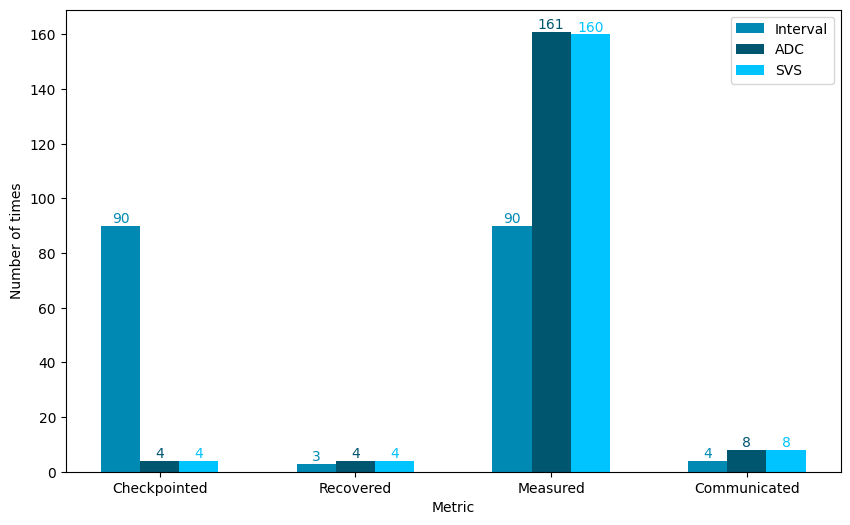 Interval
ADC
SVS
Number of times
160
140
120
100
80
60
40
20
0
90
4
4
3
4
4
90
161
160
4
8
8
Checkpointed
Recovered
Measured
Communicated
Metric